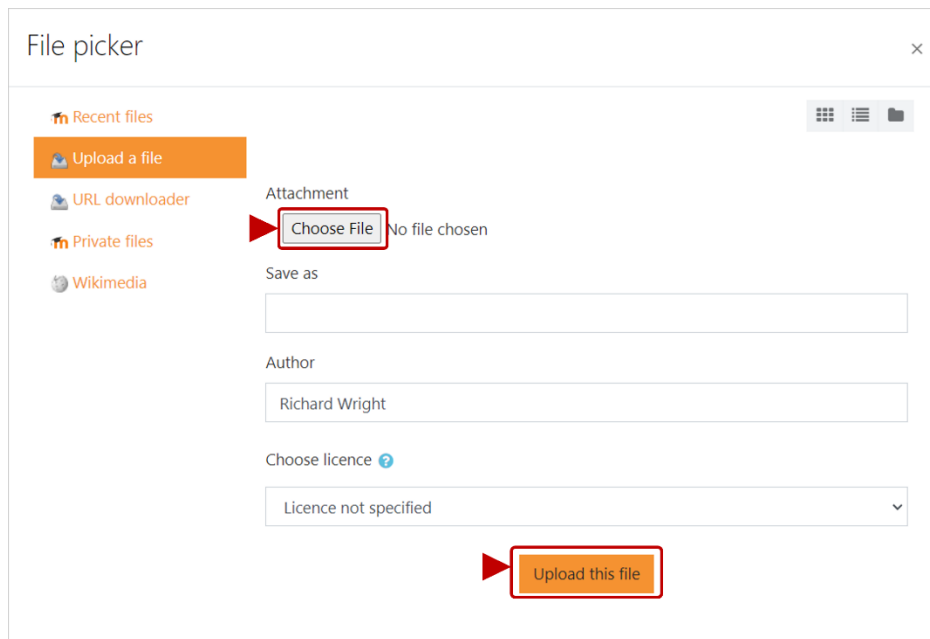 File picker
×
Recent files
Upload a file
URL downloader
Private files
Wikimedia
Attachment
Choose File No file chosen
Save as
Author
Richard Wright
Choose licence ?
Licence not specified
Upload this file